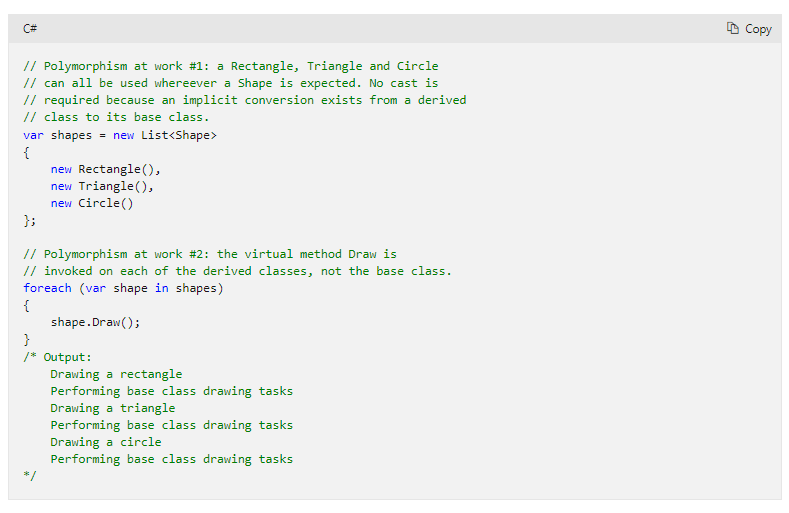 C#
Copy
// Polymorphism at work #1: a Rectangle, Triangle and Circle
// can all be used whereever a Shape is expected. No cast is
// required because an implicit conversion exists from a derived
// class to its base class.
var shapes = new List<Shape>
{
    new Rectangle(),
    new Triangle(),
    new Circle()
};

// Polymorphism at work #2: the virtual method Draw is
// invoked on each of the derived classes, not the base class.
foreach (var shape in shapes)
{
    shape.Draw();
}
/* Output:
    Drawing a rectangle
    Performing base class drawing tasks
    Drawing a triangle
    Performing base class drawing tasks
    Drawing a circle
    Performing base class drawing tasks
*/